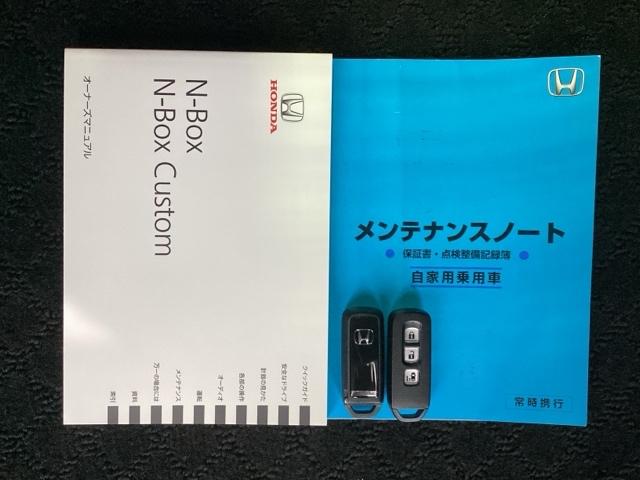 HONDA
N-Box
N-Box Custom
オーナーズマニュアル
クイックガイド
安全なドライブ
計器の見かた
各部の操作
オーディオ
運転
メンテナンス
万一の場合には
資料
索引
メンテナンスノート
● 保証書・点検整備記録簿 ●
自家用乗用車
常時携行